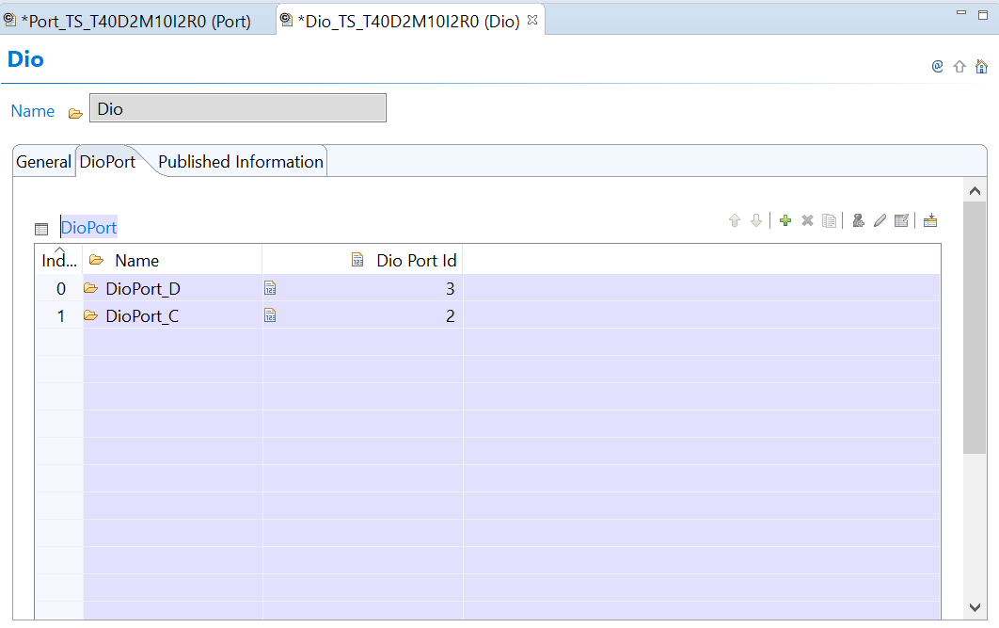 *Port_TS_T40D2M10I2R0 (Port) *Dio_TS_T40D2M10I2R0 (Dio)
Dio
Name Dio
General DioPort Published Information
DioPort
Ind... Name Dio Port Id
0 DioPort_D 3
1 DioPort_C 2